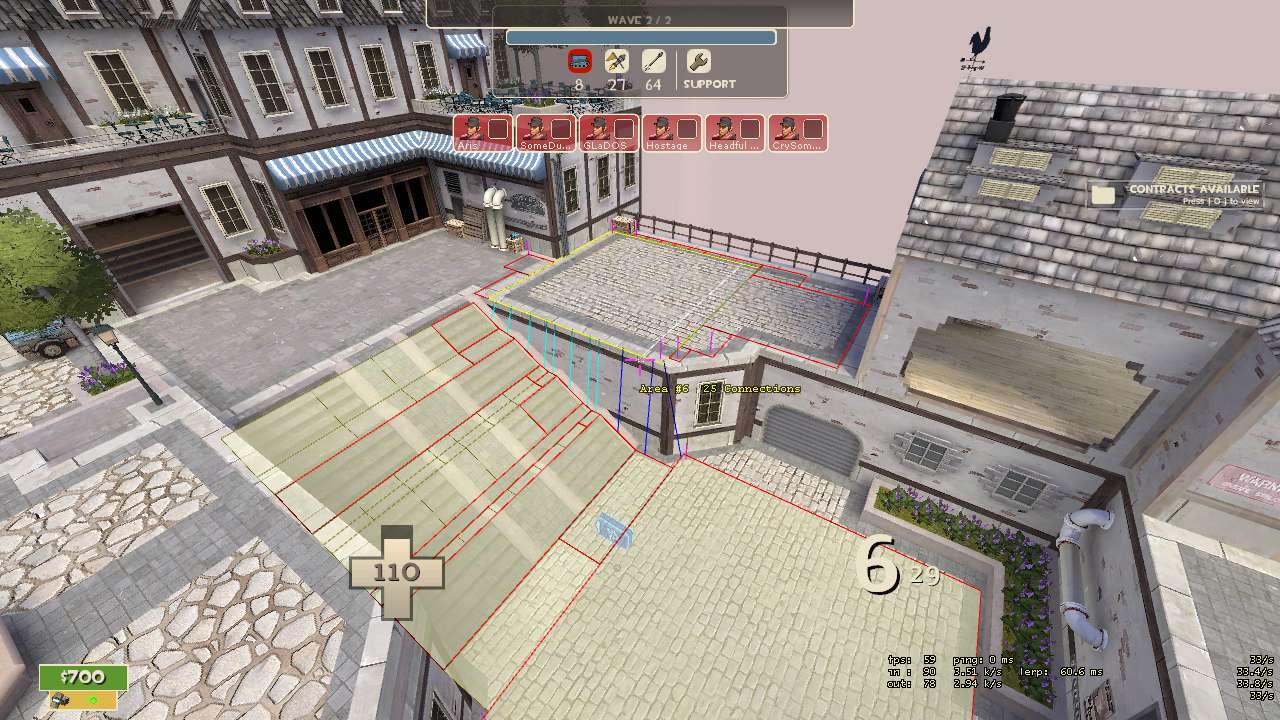 WAVE 2 / 2
8 27 64 SUPPORT
Aris
SomeDu...
GLaDOS
Hostage
Headful ...
CrySom...
CONTRACTS AVAILABLE
Press [ O ] to view
Area #6 25 Connections
110
6 29
$700
fps: 59 ping: 0 ms
in : 90 3.51 k/s lerp: 60.6 ms
out: 78 2.94 k/s
33/s
33.4/s
33.8/s
33/s